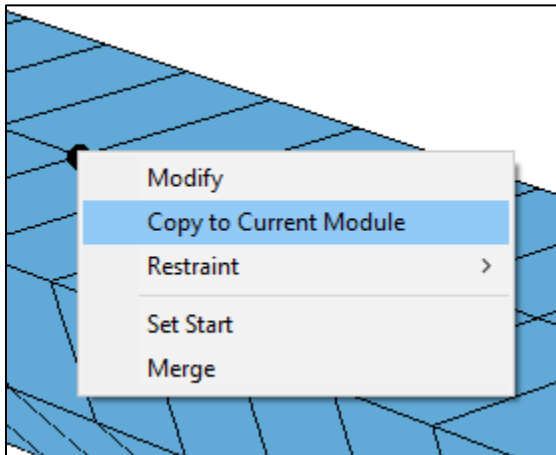 Modify
Copy to Current Module
Restraint
Set Start
Merge